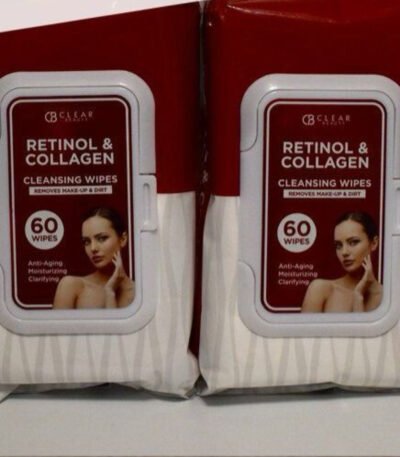 CB CLEAR
BEAUTY
RETINOL &
COLLAGEN
CLEANSING WIPES
REMOVES MAKE-UP & DIRT
60
WIPES
Anti-Aging
Moisturizing
Clarifying
CB CLEAR
BEAUTY
RETINOL &
COLLAGEN
CLEANSING WIPES
REMOVES MAKE-UP & DIRT
60
WIPES
Anti-Aging
Moisturizing
Clarifying